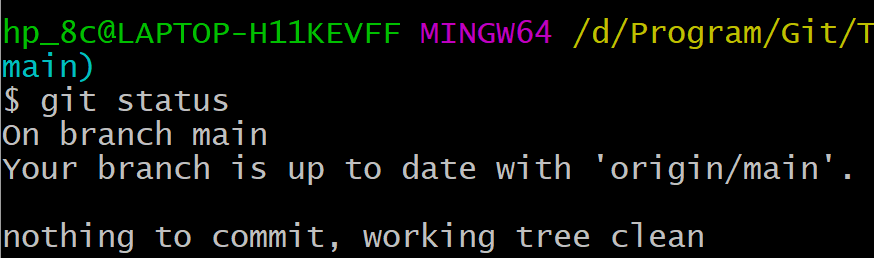 hp_8c@LAPTOP-H11KEVFF MINGW64 /d/Program/Git/T
main)
$ git status
On branch main
Your branch is up to date with 'origin/main'.
nothing to commit, working tree clean